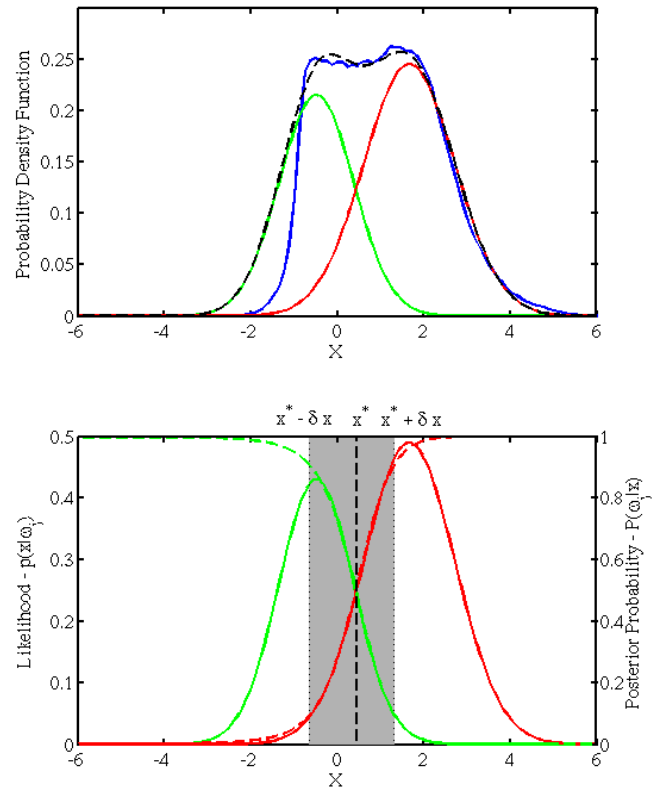 Probability Density Function
0.25
0.2
0.15
0.1
0.05
0
-6 -4 -2 0 2 4 6
X
x* - δ x x* x* + δ x
Likelihood - p(x|ω_j)
0.5
0.4
0.3
0.2
0.1
0
1
0.8
0.6
0.4
0.2
0
Posterior Probability - P(ω_j|x)
-6 -4 -2 0 2 4 6
X